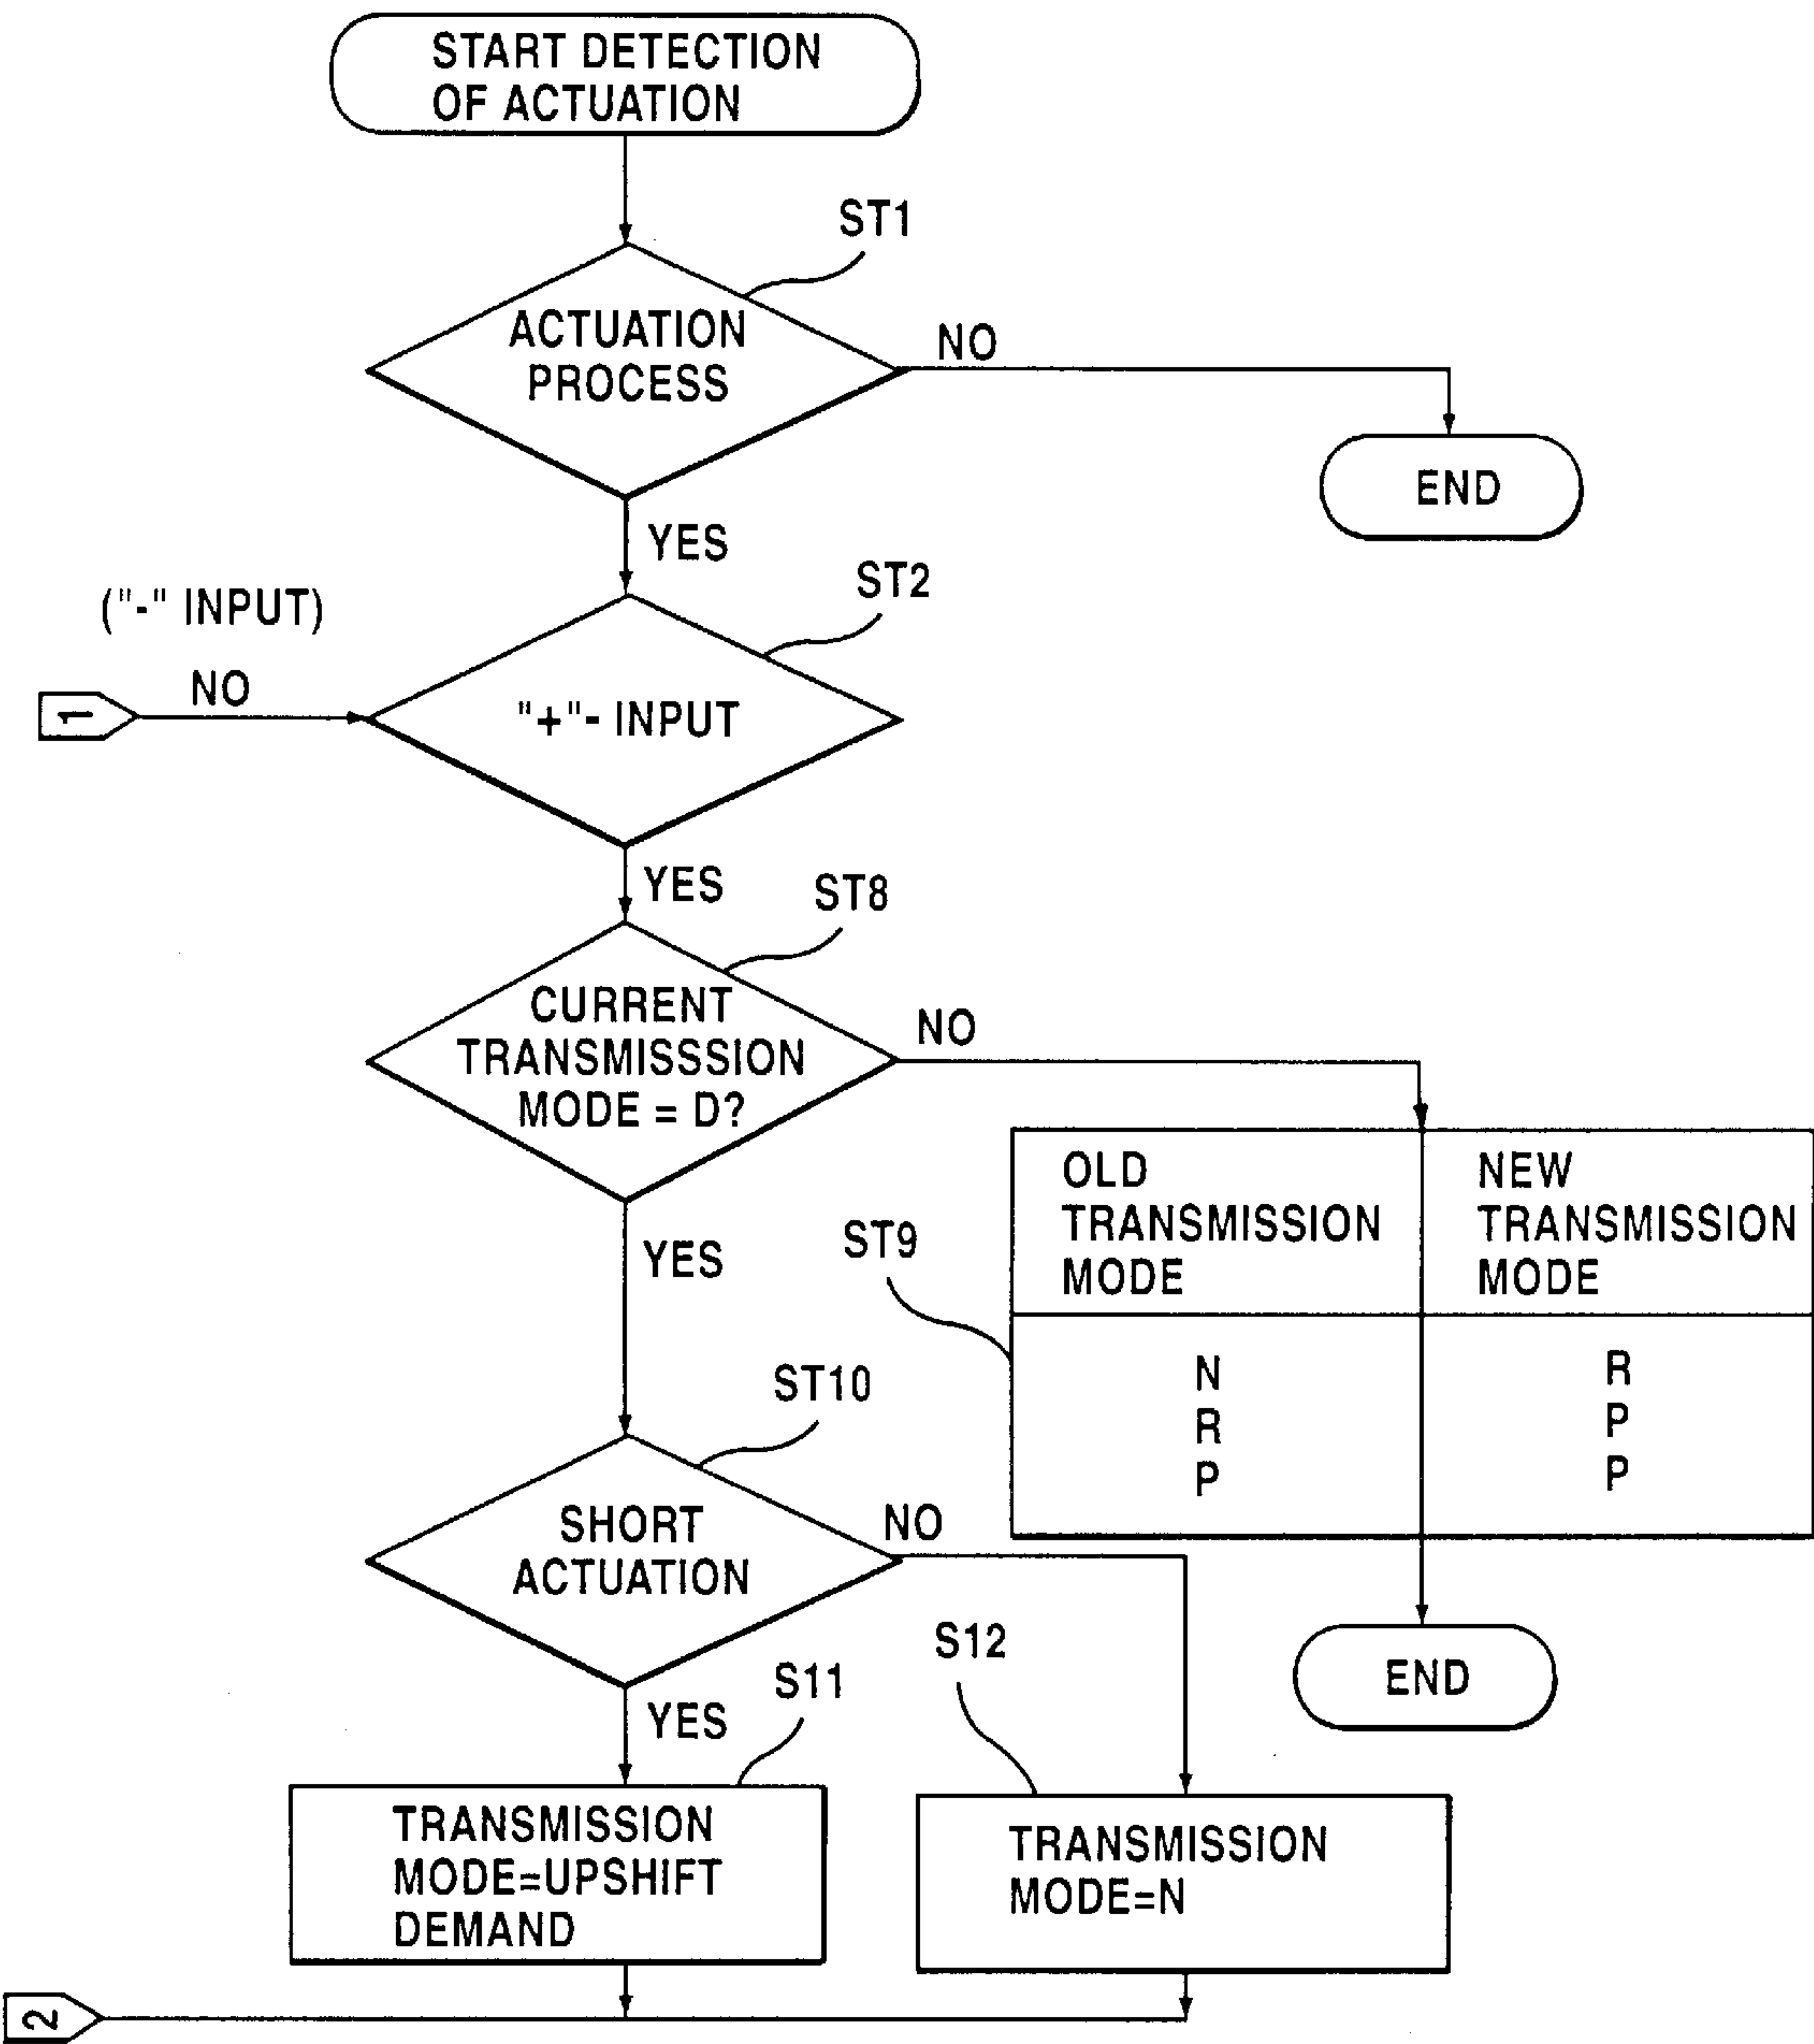 START DETECTION
OF ACTUATION
ST1
ACTUATION
PROCESS
NO
END
YES
ST2
("-" INPUT)
NO
1
"+"- INPUT
YES
ST8
CURRENT
TRANSMISSSION
MODE = D?
NO
OLD
TRANSMISSION
MODE
NEW
TRANSMISSION
MODE
ST9
YES
N
R
R
P
P
P
ST10
SHORT
ACTUATION
NO
END
S12
S11
YES
TRANSMISSION
MODE=UPSHIFT
DEMAND
TRANSMISSION
MODE=N
2